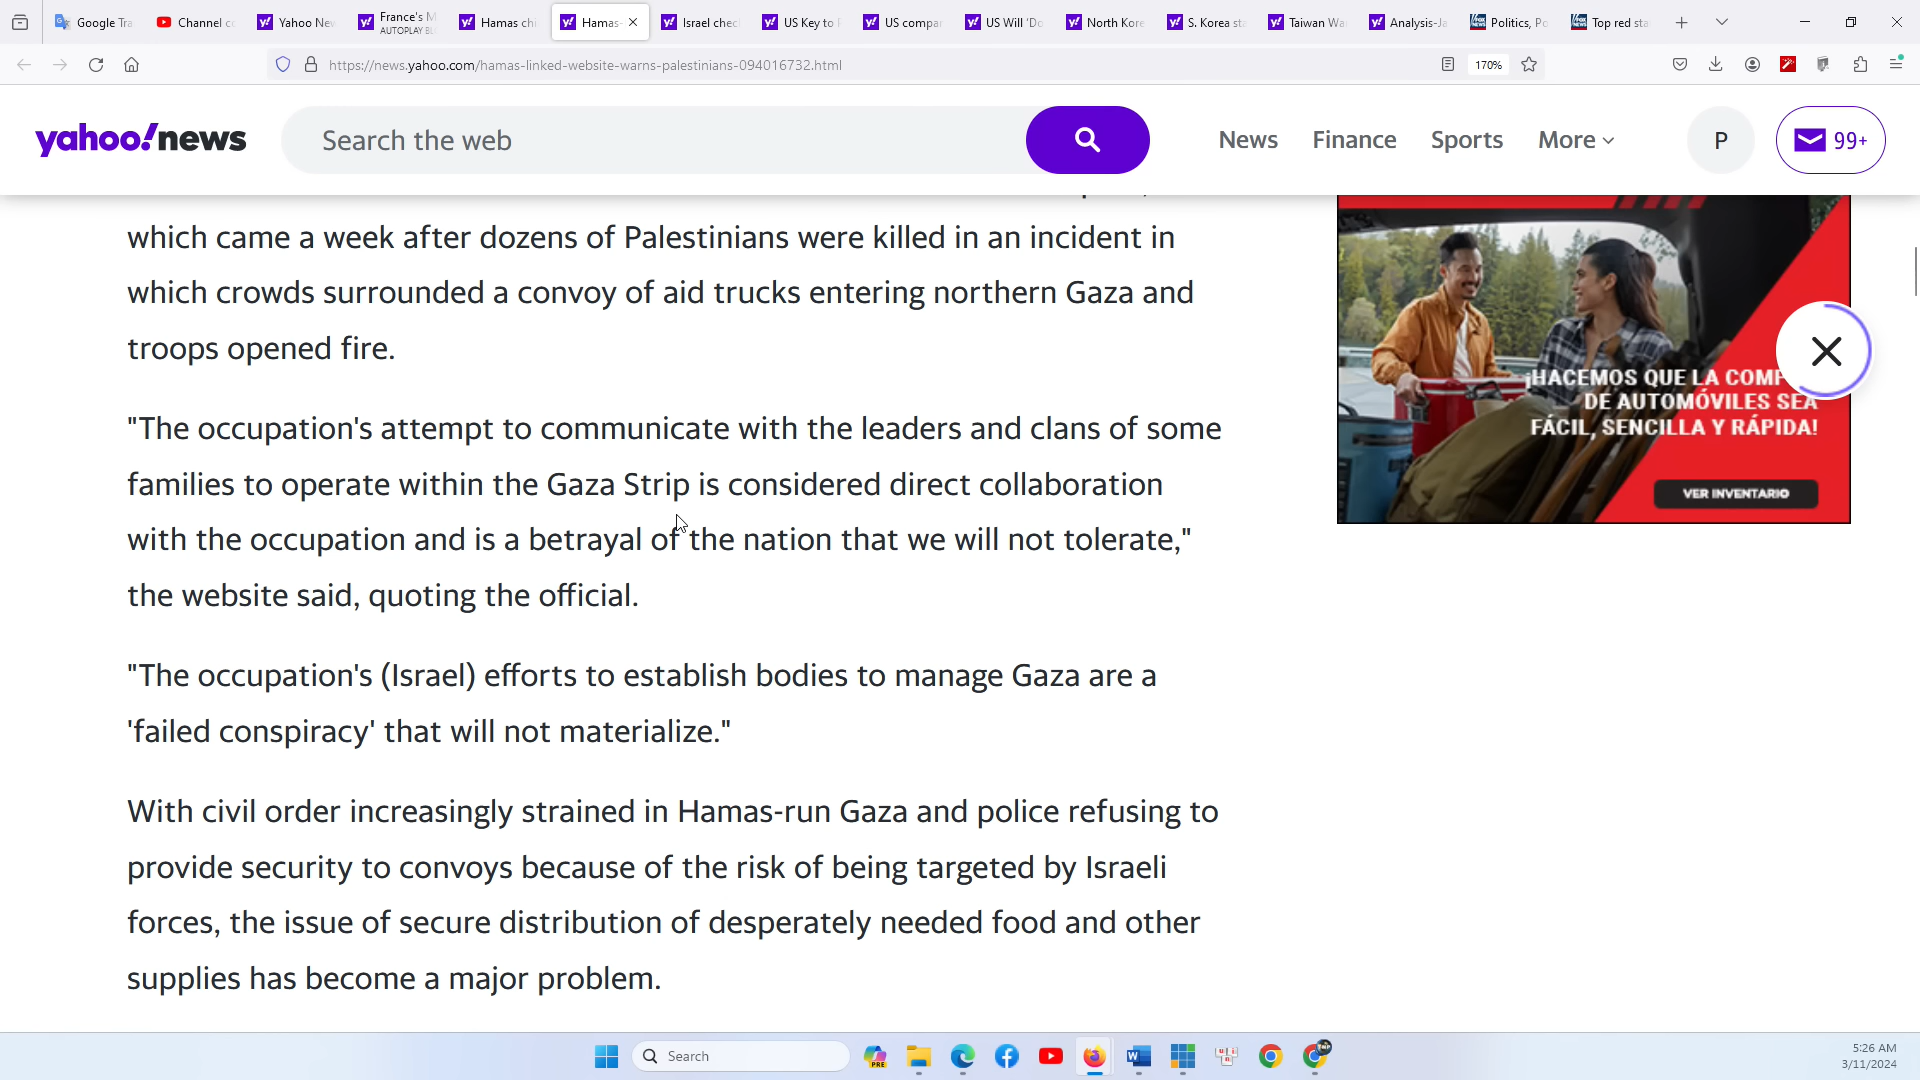 Google Tra
Channel c
Yahoo Nev
France's M
AUTOPLAY BL
Hamas chi
Hamas-
Israel chec
US Key to
US compar
US Will 'Do
North Kore
S. Korea sta
Taiwan Wa
Analysis-Ja
Politics, Po
Top red sta
https://news.yahoo.com/hamas-linked-website-warns-palestinians-094016732.html
170%
yahoo!news
Search the web
News
Finance
Sports
More
P
99+
which came a week after dozens of Palestinians were killed in an incident in
which crowds surrounded a convoy of aid trucks entering northern Gaza and
troops opened fire.
"The occupation's attempt to communicate with the leaders and clans of some
families to operate within the Gaza Strip is considered direct collaboration
with the occupation and is a betrayal of the nation that we will not tolerate,"
the website said, quoting the official.
"The occupation's (Israel) efforts to establish bodies to manage Gaza are a
'failed conspiracy' that will not materialize."
With civil order increasingly strained in Hamas-run Gaza and police refusing to
provide security to convoys because of the risk of being targeted by Israeli
forces, the issue of secure distribution of desperately needed food and other
supplies has become a major problem.
¡HACEMOS QUE LA COMP
DE AUTOMÓVILES SEA
FÁCIL, SENCILLA Y RÁPIDA!
VER INVENTARIO
Search
PRE
5:26 AM
3/11/2024